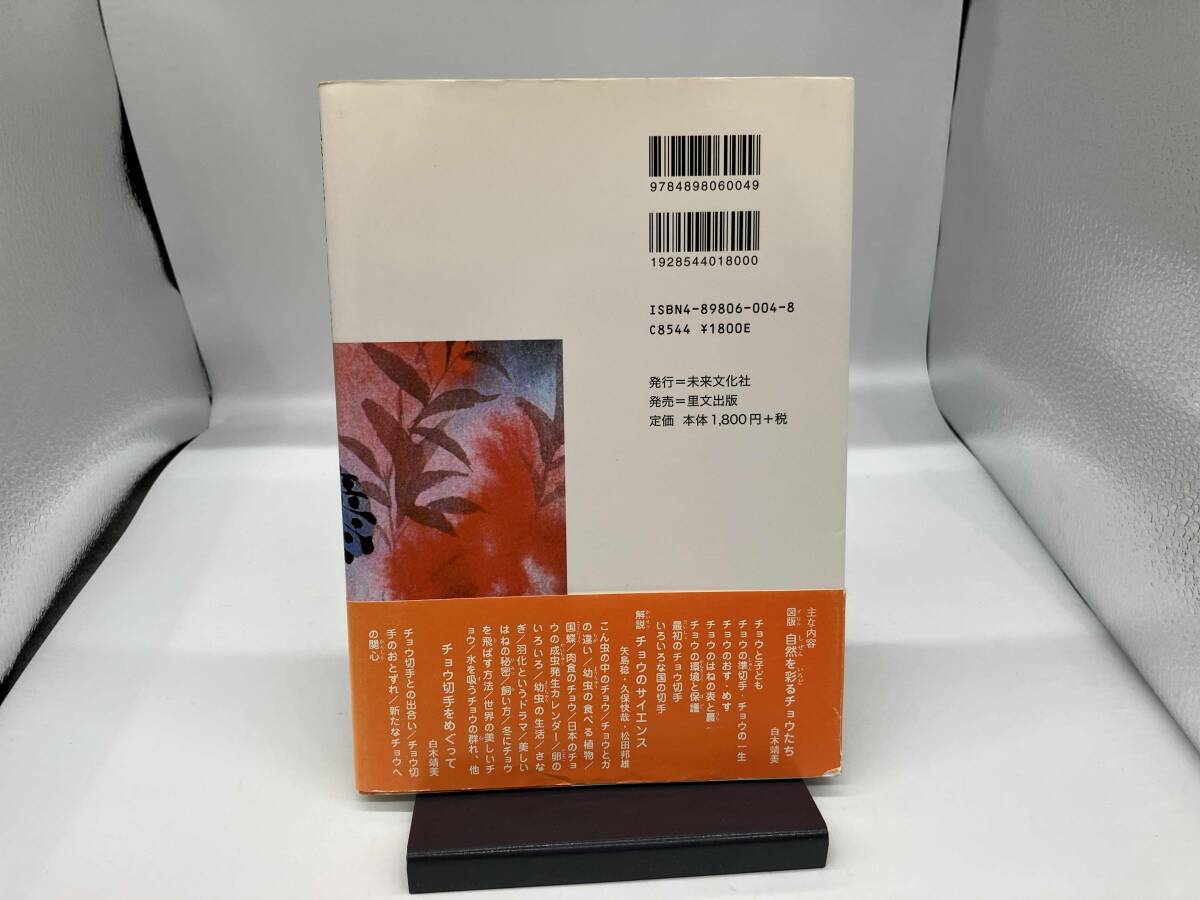 9784898060049
1928544018000
ISBN4-89806-004-8
C8544 ¥1800E
発行＝未来文化社
発売＝里文出版
定価 本体1,800円＋税
主な内容
図版 自然を彩るチョウたち
白木靖美
チョウと子ども
チョウの準切手・チョウの一生
チョウのおす・めす
チョウのはねの表と裏
チョウの環境と保護
最初のチョウ切手
いろいろな国の切手
解説 チョウのサイエンス
矢島稔・久保快哉・松田邦雄
こん虫の中のチョウ／チョウとガ
の違い／幼虫の食べる植物／
国蝶／肉食のチョウ／日本のチョ
ウの成虫発生カレンダー／卵の
いろいろ／幼虫の生活／さな
ぎ／羽化というドラマ／美しい
はねの秘密／飼い方／冬にチョウ
を飛ばす方法／世界の美しいチ
ョウ／水を吸うチョウの群れ、他
チョウ切手をめぐって
白木靖美
チョウ切手との出合い／チョウ切
手のおとずれ／新たなチョウへ
の関心